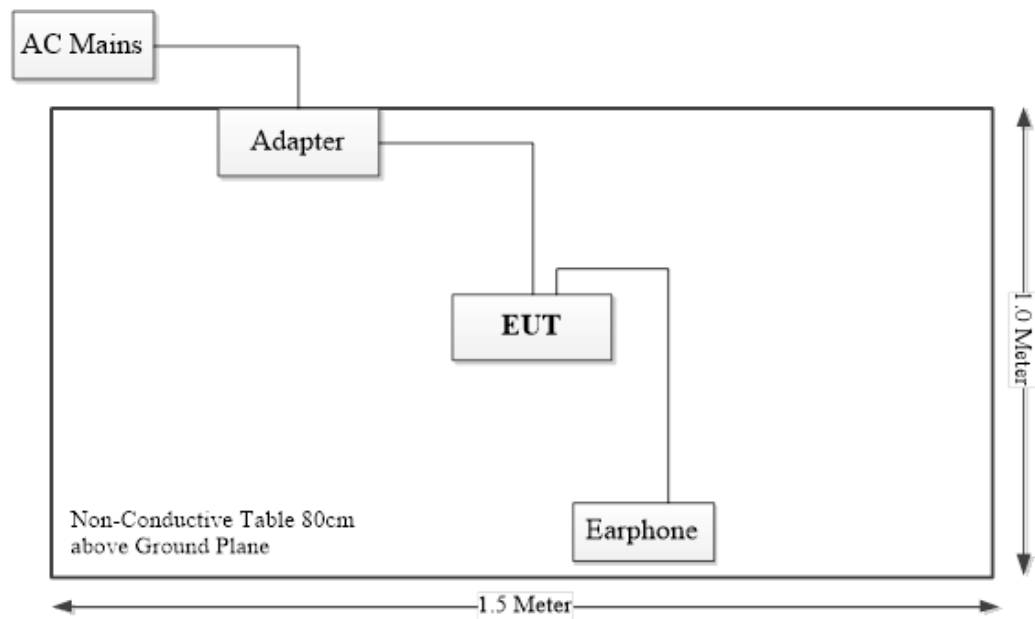 AC Mains
Adapter
EUT
1.0 Meter
Non-Conductive Table 80cm
above Ground Plane
Earphone
1.5 Meter